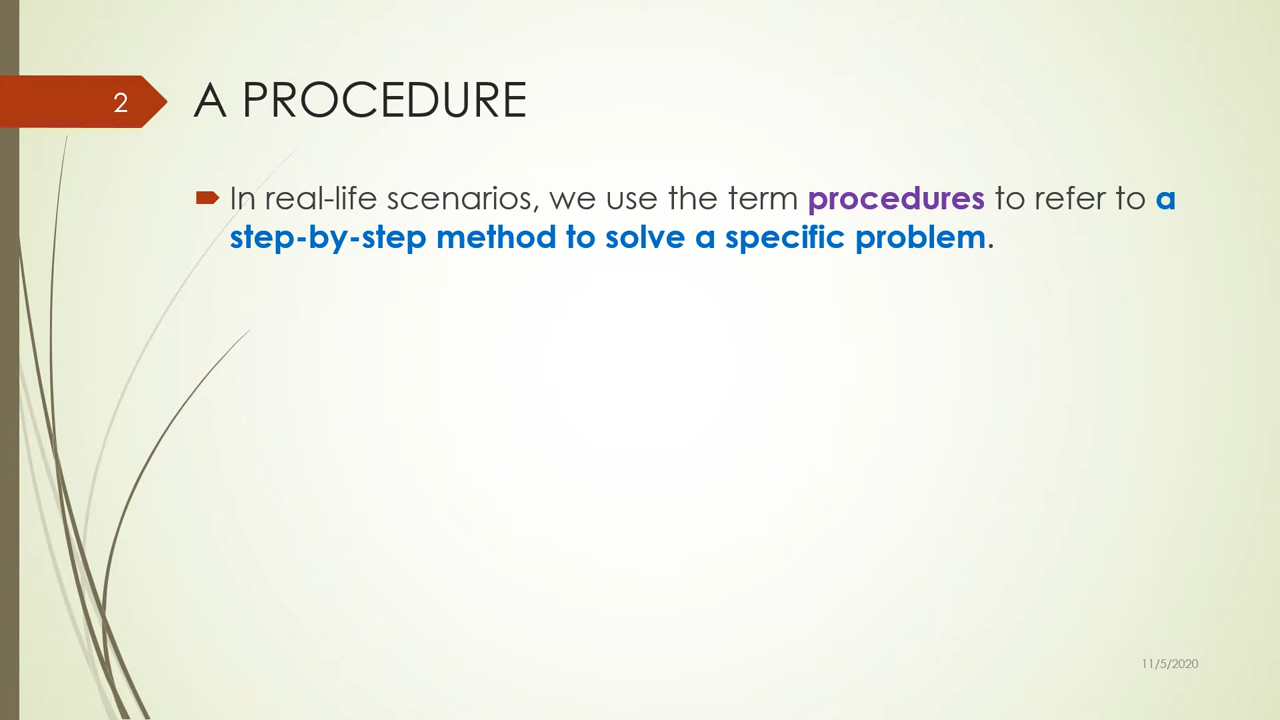 2
A PROCEDURE
In real-life scenarios, we use the term procedures to refer to a
step-by-step method to solve a specific problem.
11/5/2020